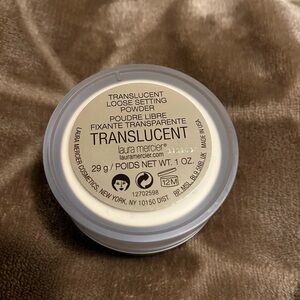 TRANSLUCENT
LOOSE SETTING
POWDER
POUDRE LIBRE
FIXANTE TRANSPARENTE
TRANSLUCENT
laura mercier®
lauramercier.com
29 g / POIDS NET WT. 1 OZ.
12M
12702598
LAURA MERCIER COSMETICS, NEW YORK, NY 10150 DIST
MADE IN USA